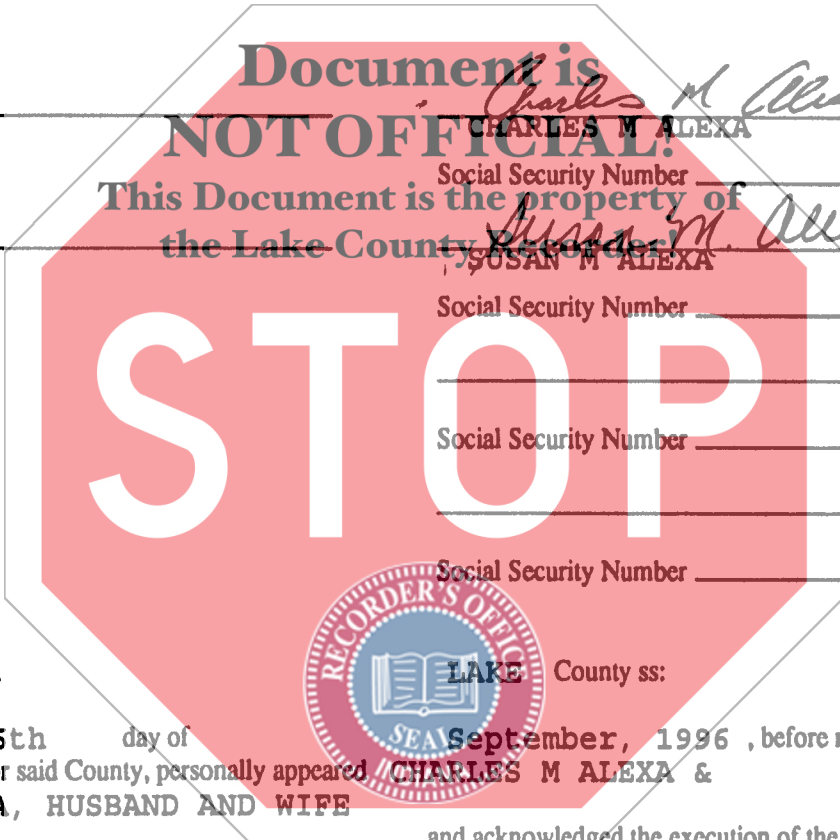 Document is
Charles M
NOT OFFICIAL!
CHARLES M ALEXA
Social Security Number
This Document is the property of
Susan M.
the Lake County Recorder!
SUSAN M ALEXA
Social Security Number
STOP
Social Security Number
Social Security Number
RECORDER'S OFFICE
SEAL
LAKE County ss:
5th day of September, 1996 , before
said County, personally appeared CHARLES M ALEXA &
, HUSBAND AND WIFE
and acknowledged the execution of the